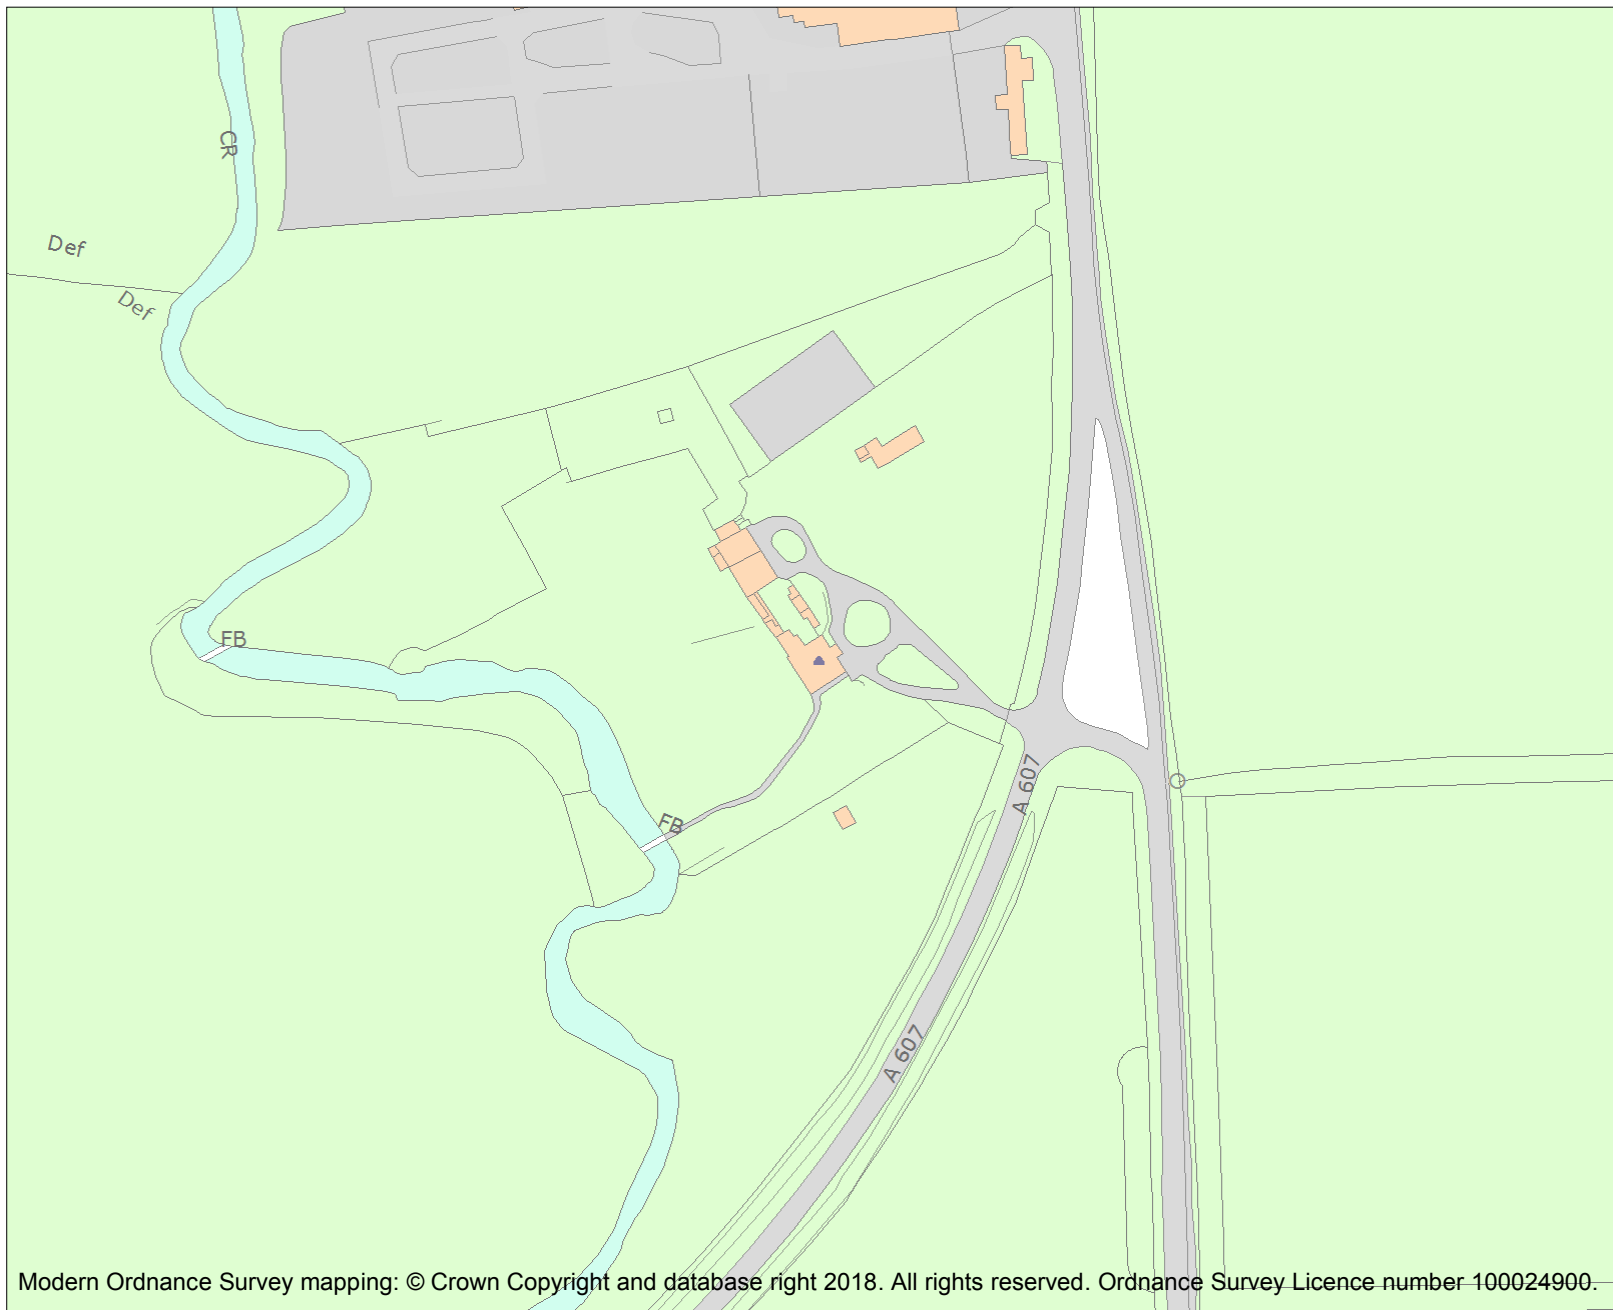 CR
Def
Def
FB
A 607
FB
A 607
Modern Ordnance Survey mapping: © Crown Copyright and database right 2018. All rights reserved. Ordnance Survey Licence number 100024900.